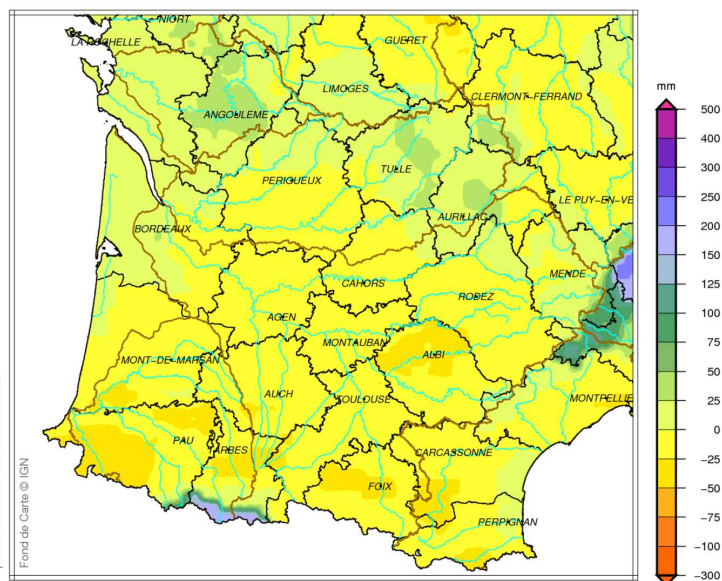 NIORT
LA ROCHELLE
GUERET
LIMOGES
CLERMONT-FERRAND
ANGOULEME
TULLE
PERIGUEUX
LE PUY-EN-VE
AURILLAC
BORDEAUX
MENDE
CAHORS
RODEZ
AGEN
MONTAUBAN
ALBI
MONT-DE-MARSAN
AUCH
TOULOUSE
MONTPELLIE
PAU
TARBES
CARCASSONNE
FOIX
PERPIGNAN
Fond de Carte © IGN
mm
500
400
300
250
200
150
125
100
75
50
25
0
-25
-50
-75
-100
-300